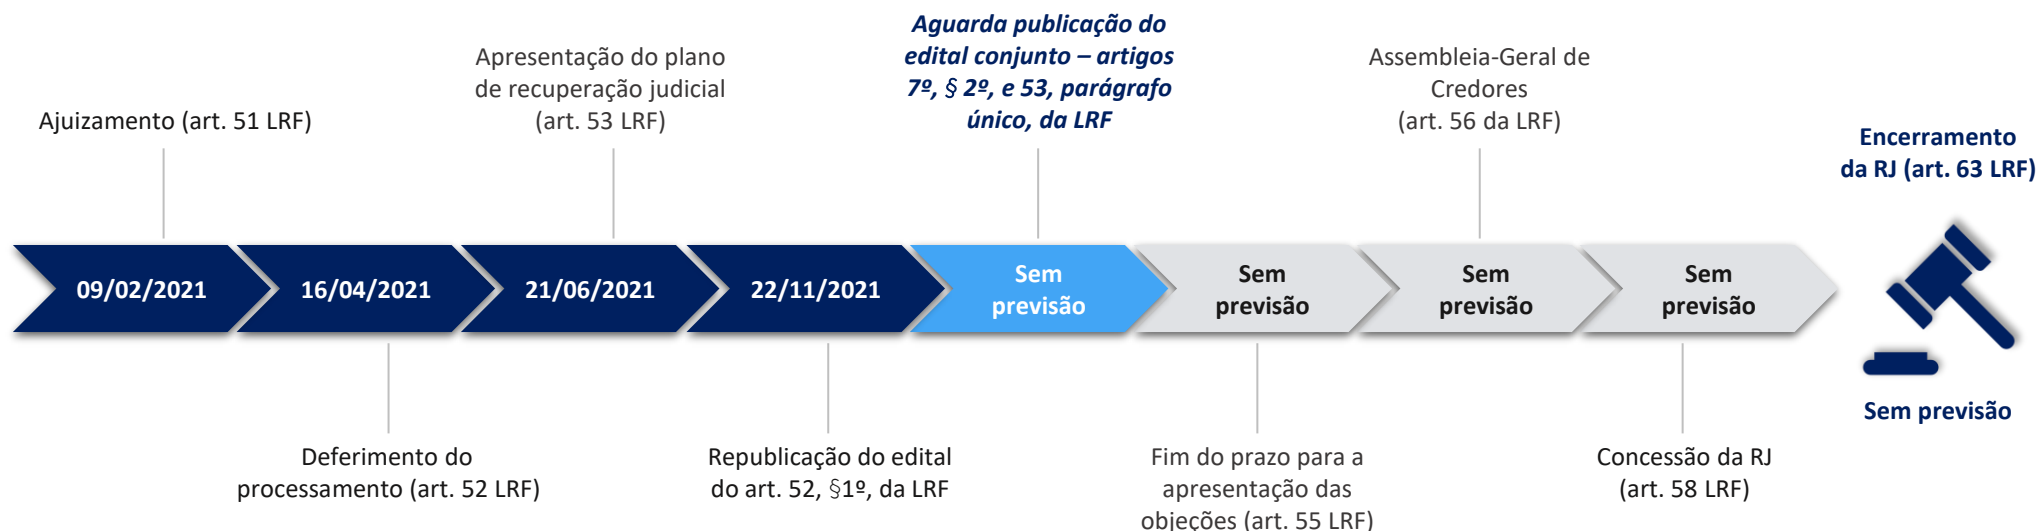 Ajuizamento (art. 51 LRF)
Apresentação do plano
de recuperação judicial
(art. 53 LRF)
Aguarda publicação do
edital conjunto – artigos
7º, § 2º, e 53, parágrafo
único, da LRF
Assembleia-Geral de
Credores
(art. 56 da LRF)
Encerramento
da RJ (art. 63 LRF)
09/02/2021
16/04/2021
21/06/2021
22/11/2021
Sem
previsão
Sem
previsão
Sem
previsão
Sem
previsão
Sem previsão
Deferimento do
processamento (art. 52 LRF)
Republicação do edital
do art. 52, §1º, da LRF
Fim do prazo para a
apresentação das
objeções (art. 55 LRF)
Concessão da RJ
(art. 58 LRF)